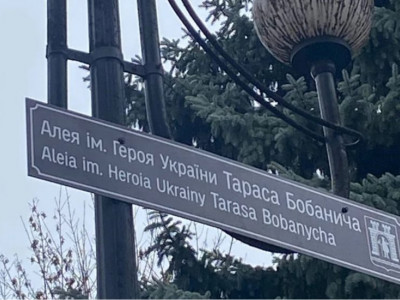 Алея ім. Героя України Тараса Бобанича
Aleia im. Heroia Ukrainy Tarasa Bobanycha